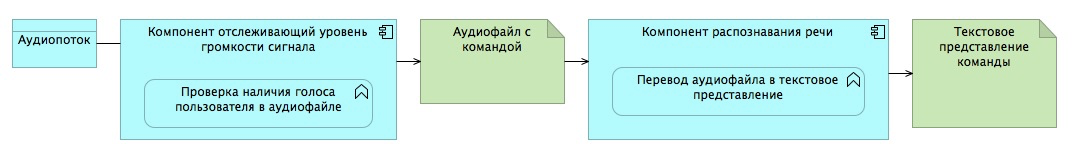 Аудиопоток
Компонент отслеживающий уровень
громкости сигнала
Проверка наличия голоса
пользователя в аудиофайле
Аудиофайл с
командой
Компонент распознавания речи
Перевод аудиофайла в текстовое
представление
Текстовое
представление
команды